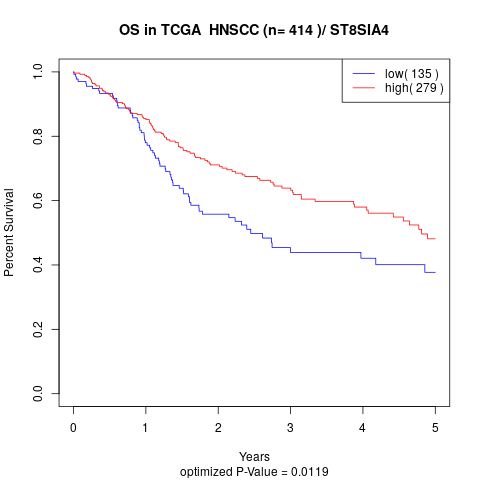 OS in TCGA  HNSCC (n= 414 )/ ST8SIA4
low( 135 )
high( 279 )
Percent Survival
1.0
0.8
0.6
0.4
0.2
0.0
0 1 2 3 4 5
Years
optimized P-Value = 0.0119